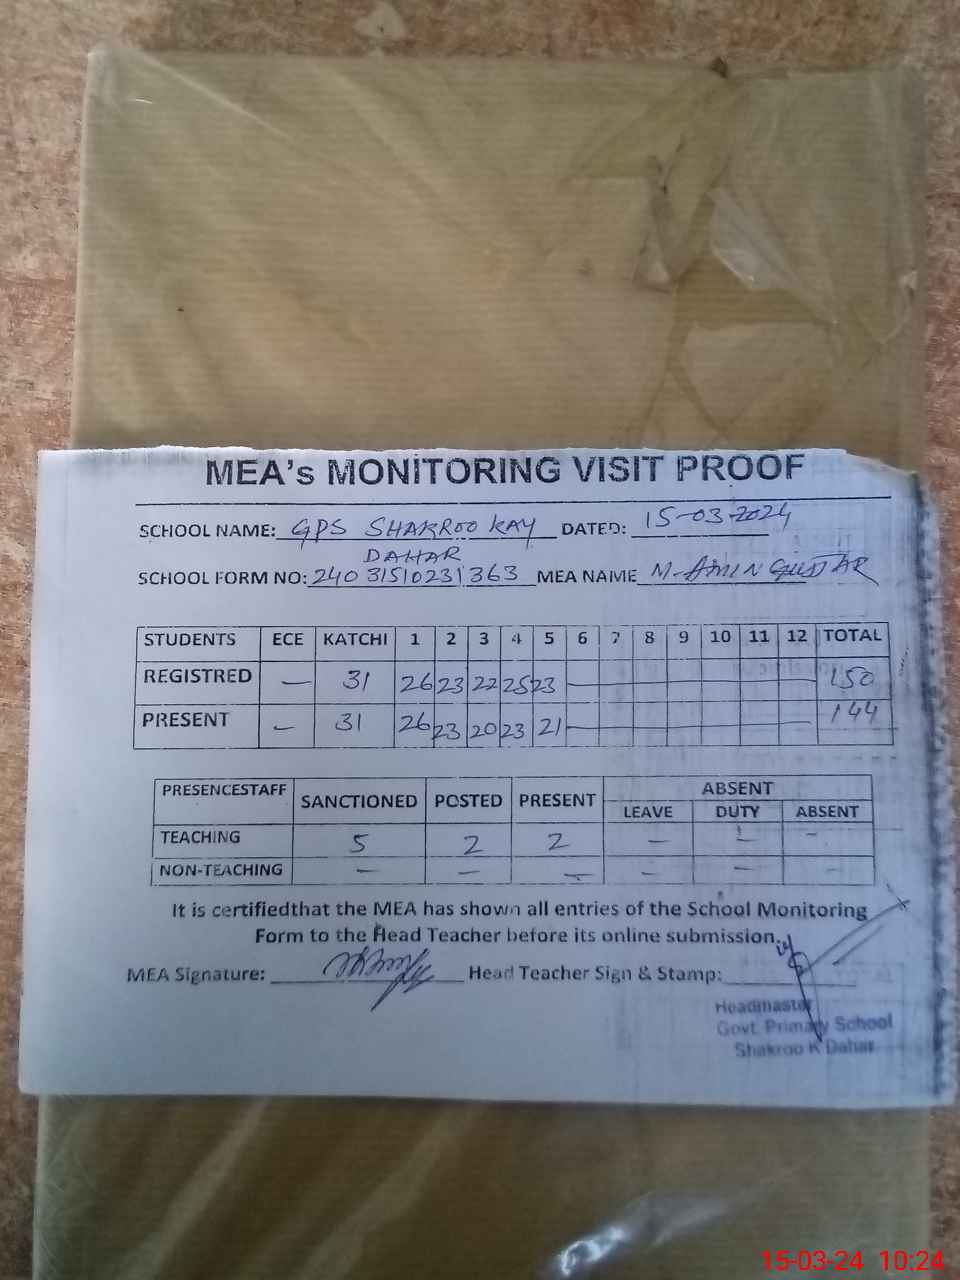 MEA's MONITORING VISIT PROOF
SCHOOL NAME: GPS SHAKROO KAY DATED: 15-03-2024
DAHAR
SCHOOL FORM NO: 24031510231363 MEA NAME M-AMIN
STUDENTS ECE KATCHI 1 2 3 4 5 6 7 8 9 10 11 12 TOTAL
REGISTRED — 31 26 23 22 25 23 — 150
PRESENT — 31 26 23 20 23 21 — 144
PRESENCESTAFF SANCTIONED POSTED PRESENT ABSENT
LEAVE DUTY ABSENT
TEACHING 5 2 2 — — —
NON-TEACHING — — — — — —
It is certifiedthat the MEA has shown all entries of the School Monitoring
Form to the Head Teacher before its online submission.
MEA Signature: Head Teacher Sign & Stamp:
Headmaster
Govt. Primary School
Shakroo K Dahar
15-03-24 10:24